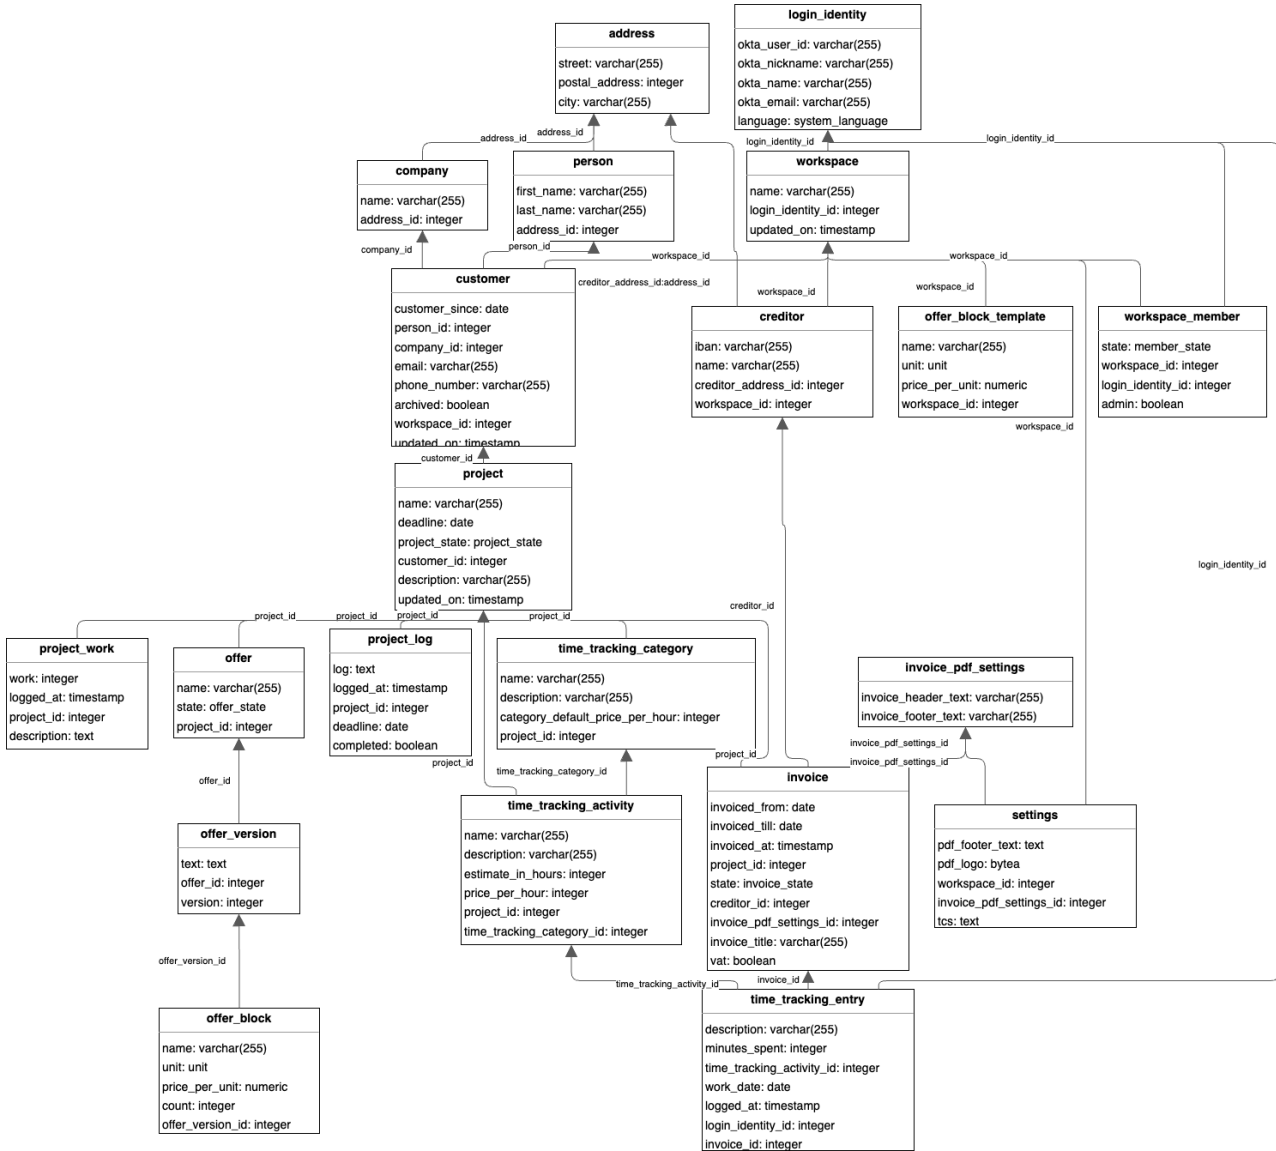 address
street: varchar(255)
postal_address: integer
city: varchar(255)
login_identity
okta_user_id: varchar(255)
okta_nickname: varchar(255)
okta_name: varchar(255)
okta_email: varchar(255)
language: system_language
address_id
address_id
login_identity_id
login_identity_id
company
name: varchar(255)
address_id: integer
person
first_name: varchar(255)
last_name: varchar(255)
address_id: integer
workspace
name: varchar(255)
login_identity_id: integer
updated_on: timestamp
company_id
person_id
workspace_id
workspace_id
customer
customer_since: date
person_id: integer
company_id: integer
email: varchar(255)
phone_number: varchar(255)
archived: boolean
workspace_id: integer
updated_on: timestamp
creditor_address_id:address_id
workspace_id
workspace_id
creditor
iban: varchar(255)
name: varchar(255)
creditor_address_id: integer
workspace_id: integer
offer_block_template
name: varchar(255)
unit: unit
price_per_unit: numeric
workspace_id: integer
workspace_member
state: member_state
workspace_id: integer
login_identity_id: integer
admin: boolean
workspace_id
customer_id
project
name: varchar(255)
deadline: date
project_state: project_state
customer_id: integer
description: varchar(255)
updated_on: timestamp
login_identity_id
creditor_id
project_id
project_id
project_id
project_id
project_work
work: integer
logged_at: timestamp
project_id: integer
description: text
offer
name: varchar(255)
state: offer_state
project_id: integer
project_log
log: text
logged_at: timestamp
project_id: integer
deadline: date
completed: boolean
time_tracking_category
name: varchar(255)
description: varchar(255)
category_default_price_per_hour: integer
project_id: integer
invoice_pdf_settings
invoice_header_text: varchar(255)
invoice_footer_text: varchar(255)
project_id
project_id
invoice_pdf_settings_id
invoice_pdf_settings_id
offer_id
time_tracking_category_id
offer_version
text: text
offer_id: integer
version: integer
time_tracking_activity
name: varchar(255)
description: varchar(255)
estimate_in_hours: integer
price_per_hour: integer
project_id: integer
time_tracking_category_id: integer
invoice
invoiced_from: date
invoiced_till: date
invoiced_at: timestamp
project_id: integer
state: invoice_state
creditor_id: integer
invoice_pdf_settings_id: integer
invoice_title: varchar(255)
vat: boolean
settings
pdf_footer_text: text
pdf_logo: bytea
workspace_id: integer
invoice_pdf_settings_id: integer
tcs: text
offer_version_id
time_tracking_activity_id
invoice_id
offer_block
name: varchar(255)
unit: unit
price_per_unit: numeric
count: integer
offer_version_id: integer
time_tracking_entry
description: varchar(255)
minutes_spent: integer
time_tracking_activity_id: integer
work_date: date
logged_at: timestamp
login_identity_id: integer
invoice_id: integer